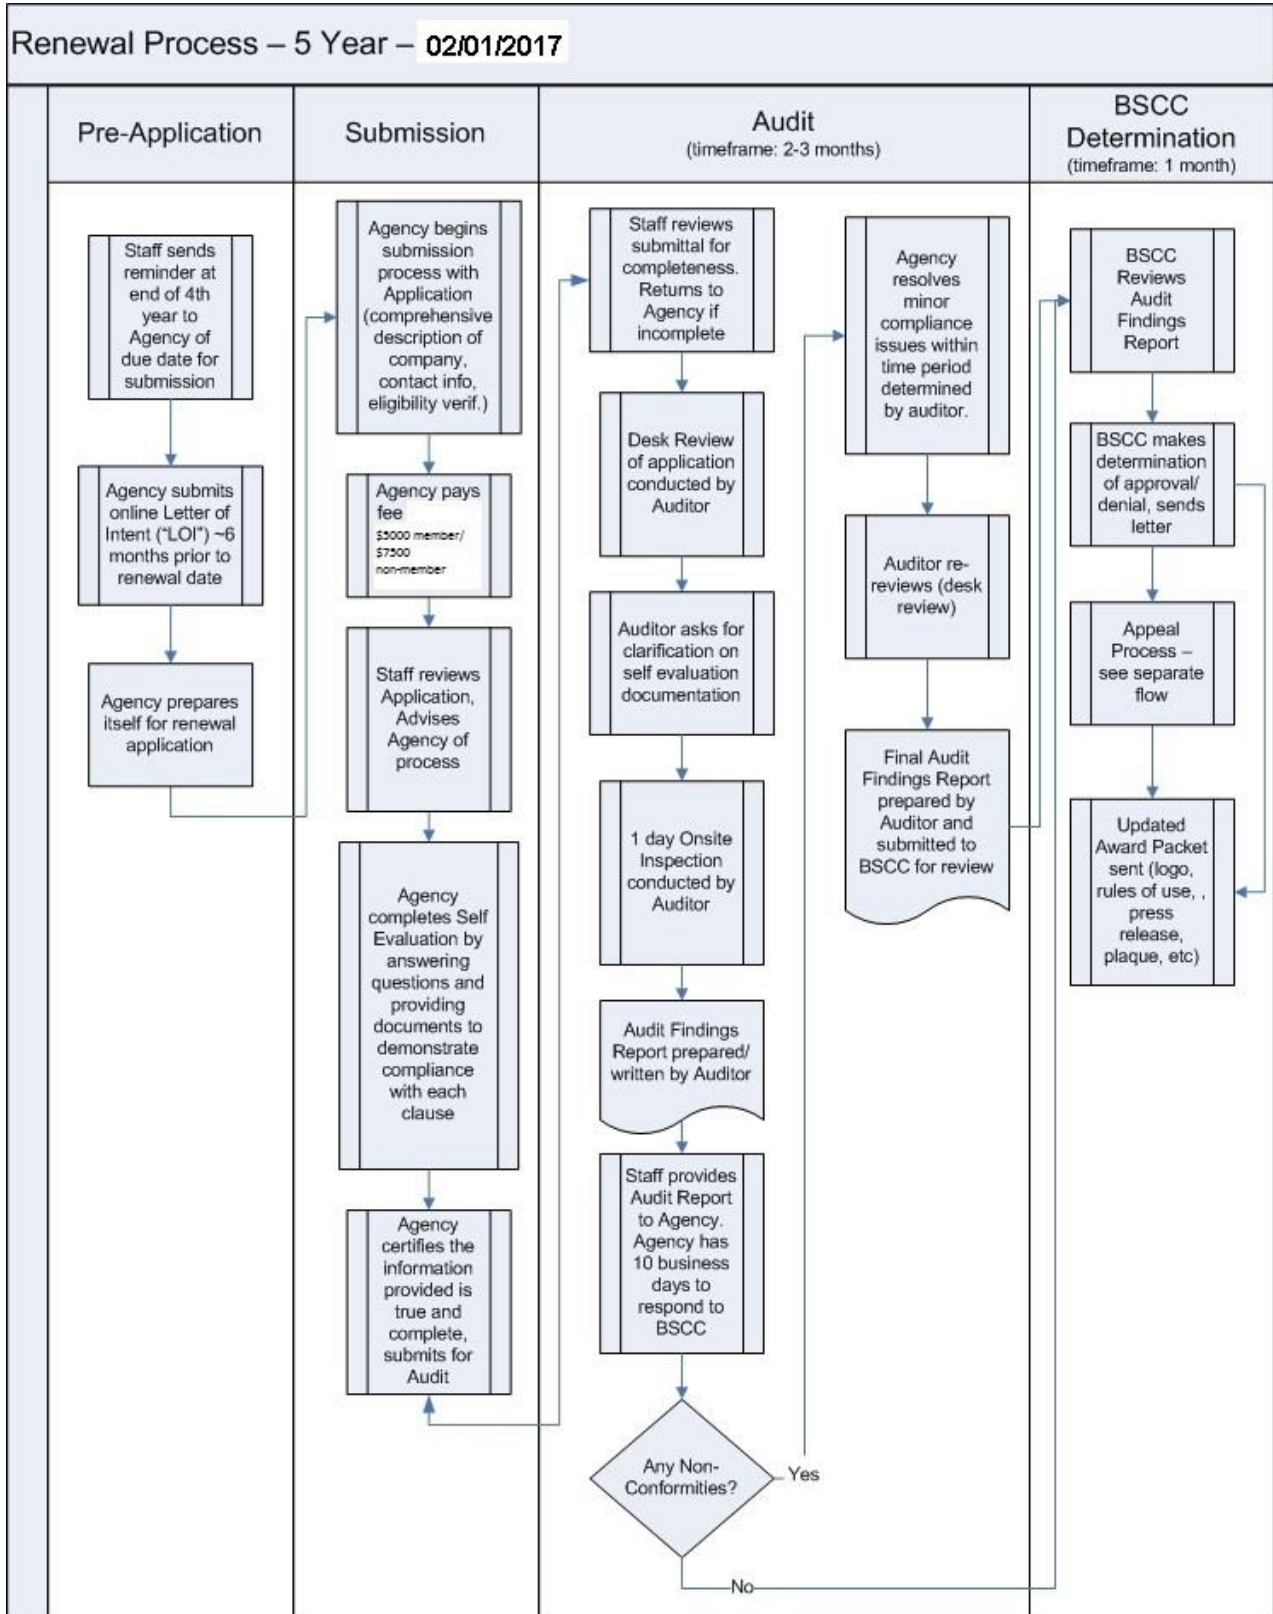 Renewal Process – 5 Year – 02/01/2017
Pre-Application
Submission
Audit
(timeframe: 2-3 months)
BSCC
Determination
(timeframe: 1 month)
Staff sends
reminder at
end of 4th
year to
Agency of
due date for
submission
Agency submits
online Letter of
Intent (“LOI”) ~6
months prior to
renewal date
Agency prepares
itself for renewal
application
Agency begins
submission
process with
Application
(comprehensive
description of
company,
contact info,
eligibility verif.)
Agency pays
fee
$5000 member/
$7500
non-member
Staff reviews
Application,
Advises
Agency of
process
Agency
completes Self
Evaluation by
answering
questions and
providing
documents to
demonstrate
compliance
with each
clause
Agency
certifies the
information
provided is
true and
complete,
submits for
Audit
Staff reviews
submittal for
completeness.
Returns to
Agency if
incomplete
Desk Review
of application
conducted by
Auditor
Auditor asks for
clarification on
self evaluation
documentation
1 day Onsite
Inspection
conducted by
Auditor
Audit Findings
Report prepared/
written by Auditor
Staff provides
Audit Report
to Agency.
Agency has
10 business
days to
respond to
BSCC
Any Non-
Conformities?
Yes
No
Agency
resolves
minor
compliance
issues within
time period
determined
by auditor.
Auditor re-
reviews (desk
review)
Final Audit
Findings Report
prepared by
Auditor and
submitted to
BSCC for review
BSCC
Reviews
Audit
Findings
Report
BSCC makes
determination
of approval/
denial, sends
letter
Appeal
Process –
see separate
flow
Updated
Award Packet
sent (logo,
rules of use, ,
press
release,
plaque, etc)